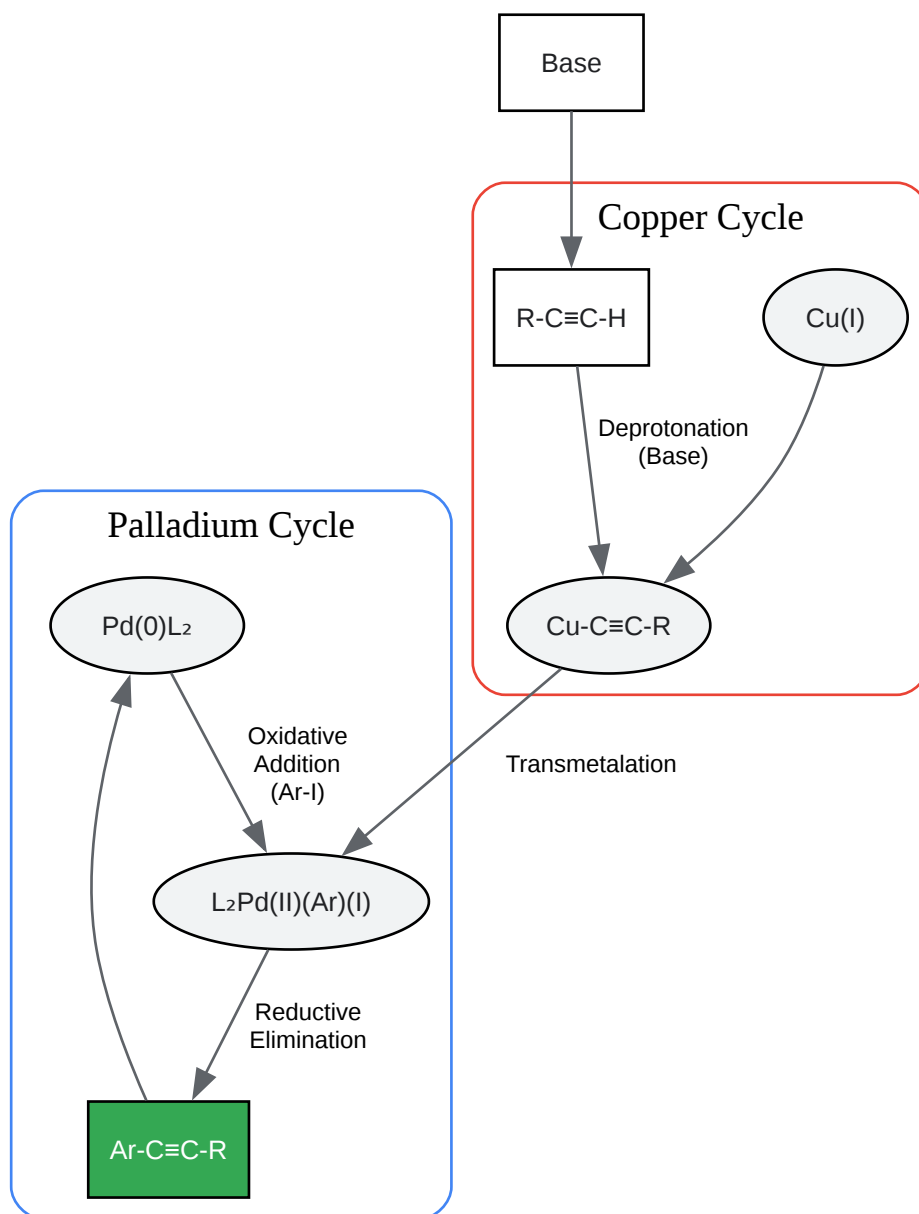 Base
Copper Cycle
R-C≡C-H
Cu(I)
Deprotonation
(Base)
Palladium Cycle
Pd(0)L₂
Cu-C≡C-R
Oxidative
Addition
(Ar-I)
Transmetalation
L₂Pd(II)(Ar)(I)
Reductive
Elimination
Ar-C≡C-R